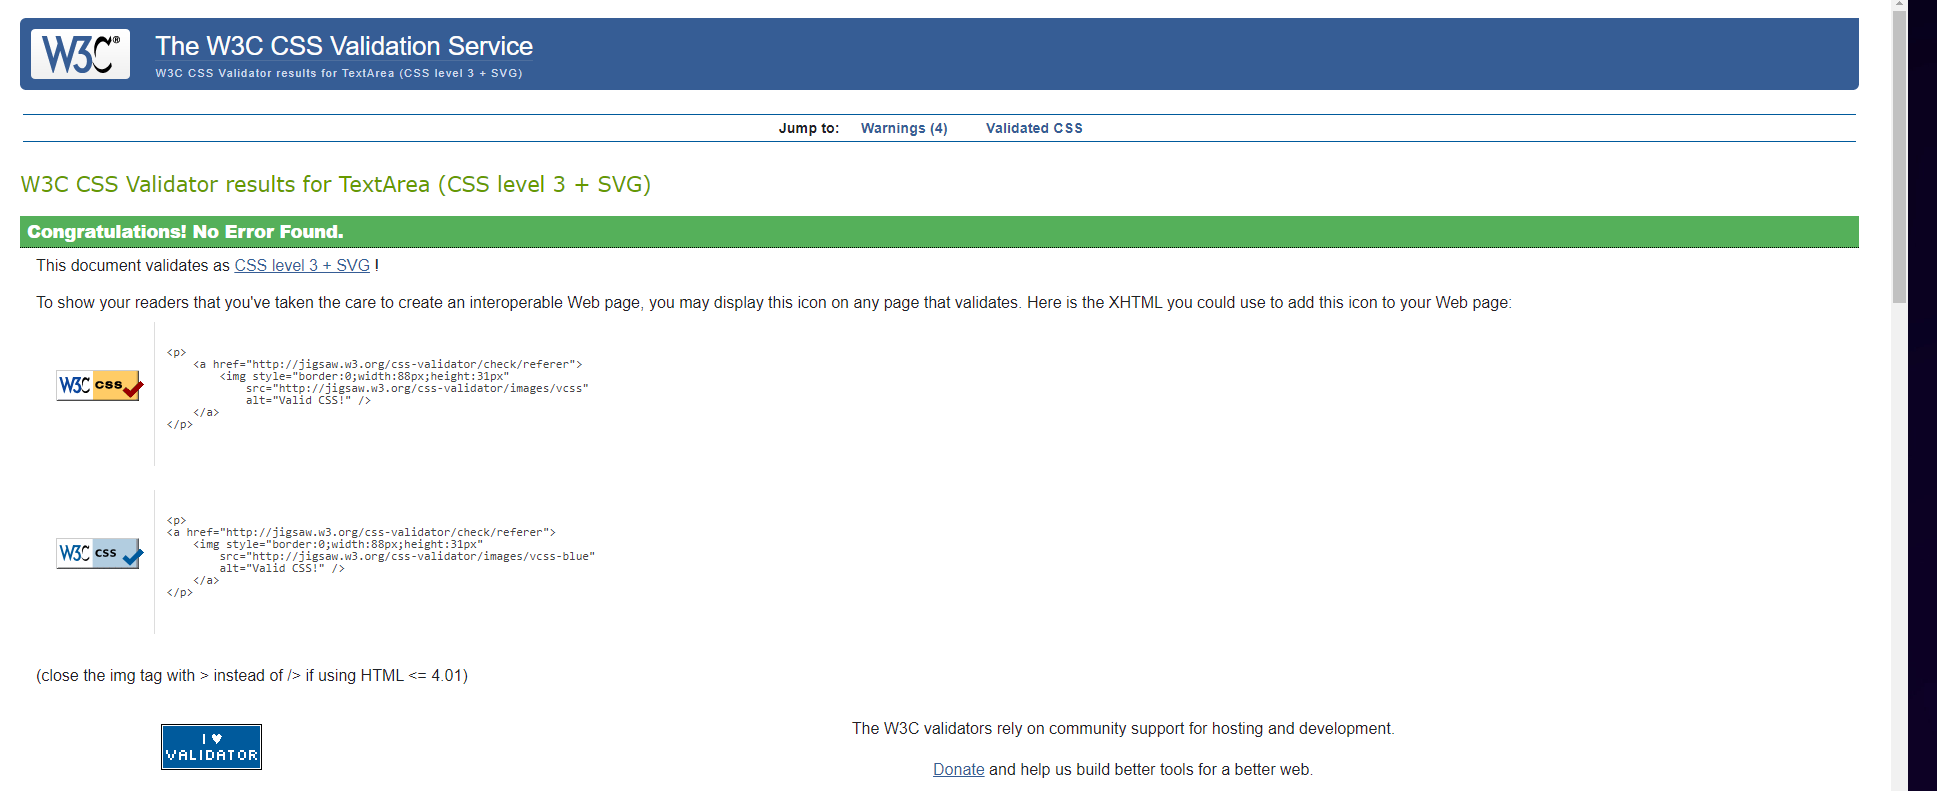 W3C®
The W3C CSS Validation Service
W3C CSS Validator results for TextArea (CSS level 3 + SVG)
Jump to: Warnings (4) Validated CSS
W3C CSS Validator results for TextArea (CSS level 3 + SVG)
Congratulations! No Error Found.
This document validates as CSS level 3 + SVG !
To show your readers that you've taken the care to create an interoperable Web page, you may display this icon on any page that validates. Here is the XHTML you could use to add this icon to your Web page:
<p>
<a href="http://jigsaw.w3.org/css-validator/check/referer">
<img style="border:0;width:88px;height:31px"
W3C css
src="http://jigsaw.w3.org/css-validator/images/vcss"
alt="Valid CSS!" />
</a>
</p>
<p>
<a href="http://jigsaw.w3.org/css-validator/check/referer">
<img style="border:0;width:88px;height:31px"
W3C css
src="http://jigsaw.w3.org/css-validator/images/vcss-blue"
alt="Valid CSS!" />
</a>
</p>
(close the img tag with > instead of /> if using HTML <= 4.01)
I ♥
VALIDATOR
The W3C validators rely on community support for hosting and development.
Donate and help us build better tools for a better web.